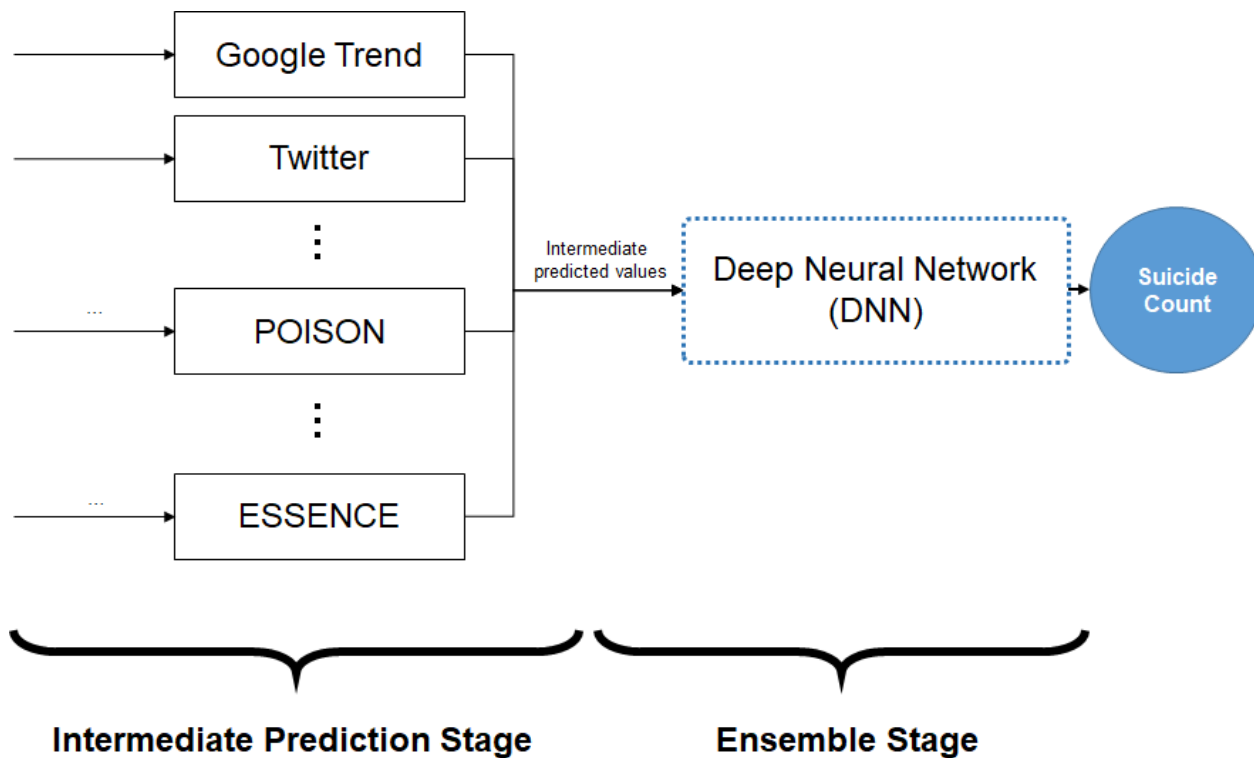 Google Trend
Twitter
⋮
...
POISON
⋮
...
ESSENCE
Intermediate
predicted values
Deep Neural Network
(DNN)
Suicide
Count
Intermediate Prediction Stage
Ensemble Stage